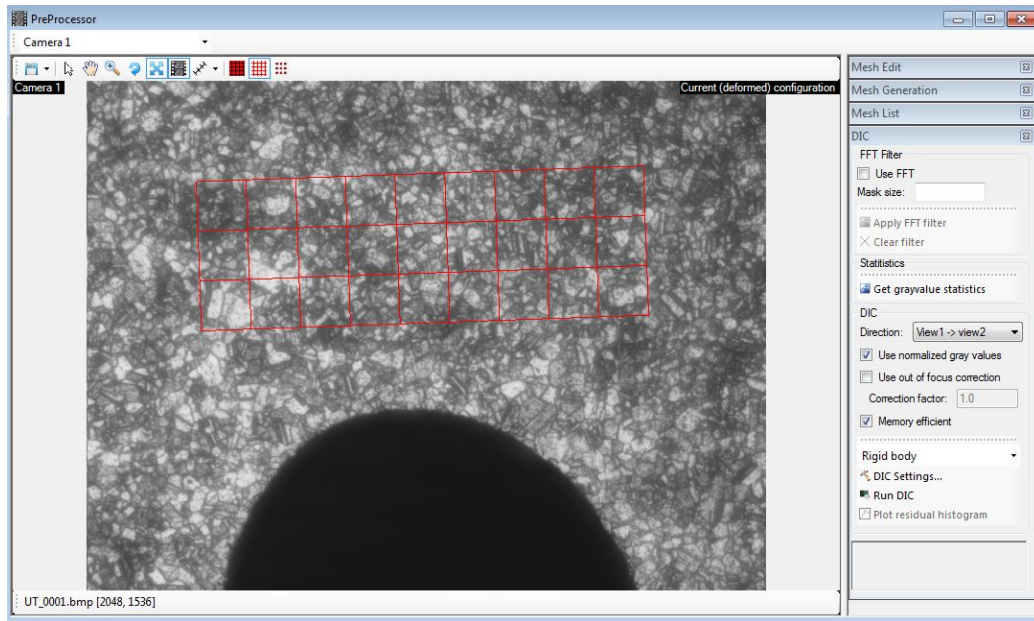 PreProcessor
Camera 1
Camera 1
Current (deformed) configuration
UT_0001.bmp [2048, 1536]
Mesh Edit
Mesh Generation
Mesh List
DIC
FFT Filter
Use FFT
Mask size:
Apply FFT filter
Clear filter
Statitistics
Get grayvalue statistics
DIC
Direction: View1 -> view2
Use normalized gray values
Use out of focus correction
Correction factor: 1.0
Memory efficient
Rigid body
DIC Settings...
Run DIC
Plot residual histogram